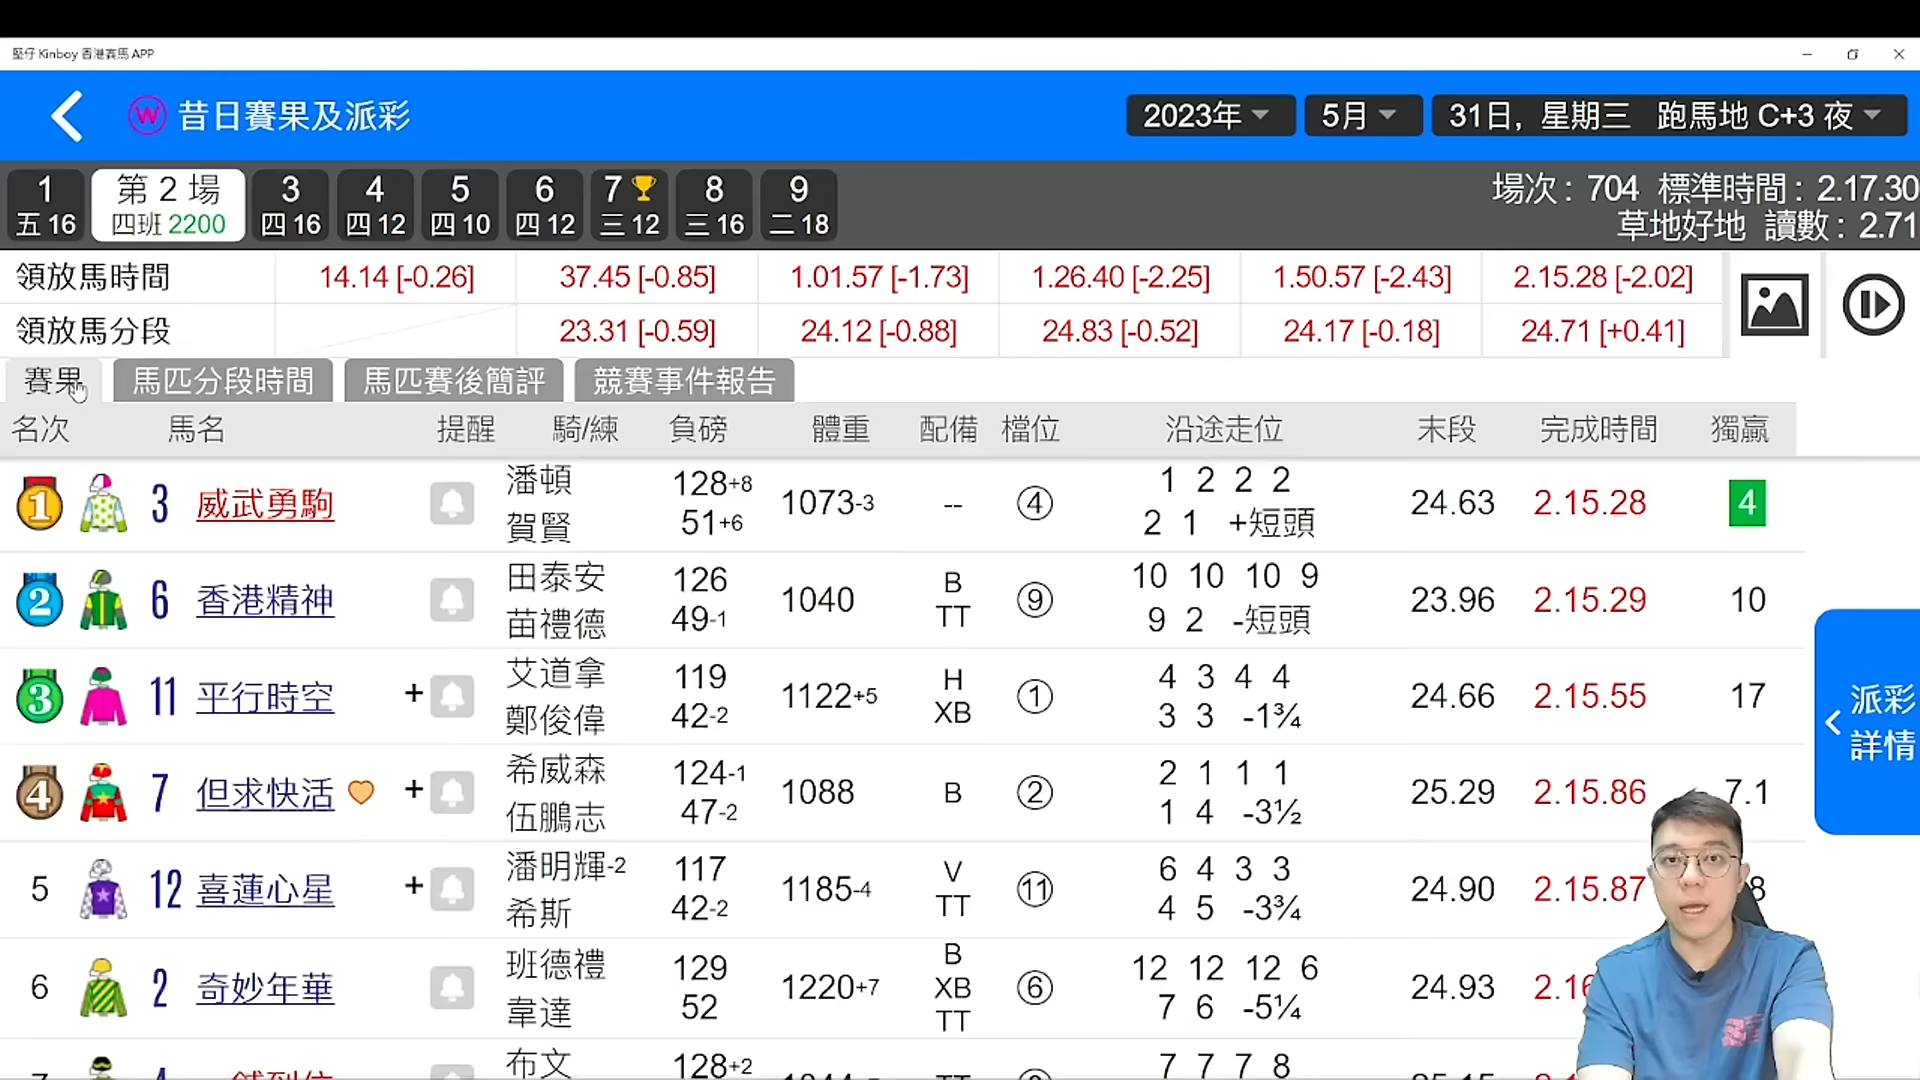 堅仔 Kinboy 香港賽馬 APP
W 昔日賽果及派彩
2023年 5月 31日, 星期三 跑馬地 C+3 夜
1 第 2 場 3 4 5 6 7 8 9
五 16 四班 2200 四 16 四 12 四 10 四 12 三 12 三 16 二 18
場次 : 704 標準時間 : 2.17.30
草地好地 讀數 : 2.71
領放馬時間 14.14 [-0.26] 37.45 [-0.85] 1.01.57 [-1.73] 1.26.40 [-2.25] 1.50.57 [-2.43] 2.15.28 [-2.02]
領放馬分段 23.31 [-0.59] 24.12 [-0.88] 24.83 [-0.52] 24.17 [-0.18] 24.71 [+0.41]
賽果 馬匹分段時間 馬匹賽後簡評 競賽事件報告
名次 馬名 提醒 騎/練 負磅 體重 配備 檔位 沿途走位 末段 完成時間 獨贏
潘頓 128+8 1 2 2 2
1 3 威武勇駒 1073-3 -- 4 24.63 2.15.28 4
賀賢 51+6 2 1 +短頭
田泰安 126 B 10 10 10 9
2 6 香港精神 1040 9 23.96 2.15.29 10
苗禮德 49-1 TT 9 2 -短頭
艾道拿 119 H 4 3 4 4
3 11 平行時空 + 1122+5 1 24.66 2.15.55 17
鄭俊偉 42-2 XB 3 3 -1¾
希威森 124-1 2 1 1 1
4 7 但求快活 + 1088 B 2 25.29 2.15.86 7.1
伍鵬志 47-2 1 4 -3½
潘明輝-2 117 V 6 4 3 3
5 12 喜蓮心星 + 1185-4 11 24.90 2.15.87 8
希斯 42-2 TT 4 5 -3¾
班德禮 129 B 12 12 12 6
6 2 奇妙年華 1220+7 XB 6 24.93 2.16
韋達 52 TT 7 6 -5¼
布文 128+2 7 7 7 8
派彩
詳情